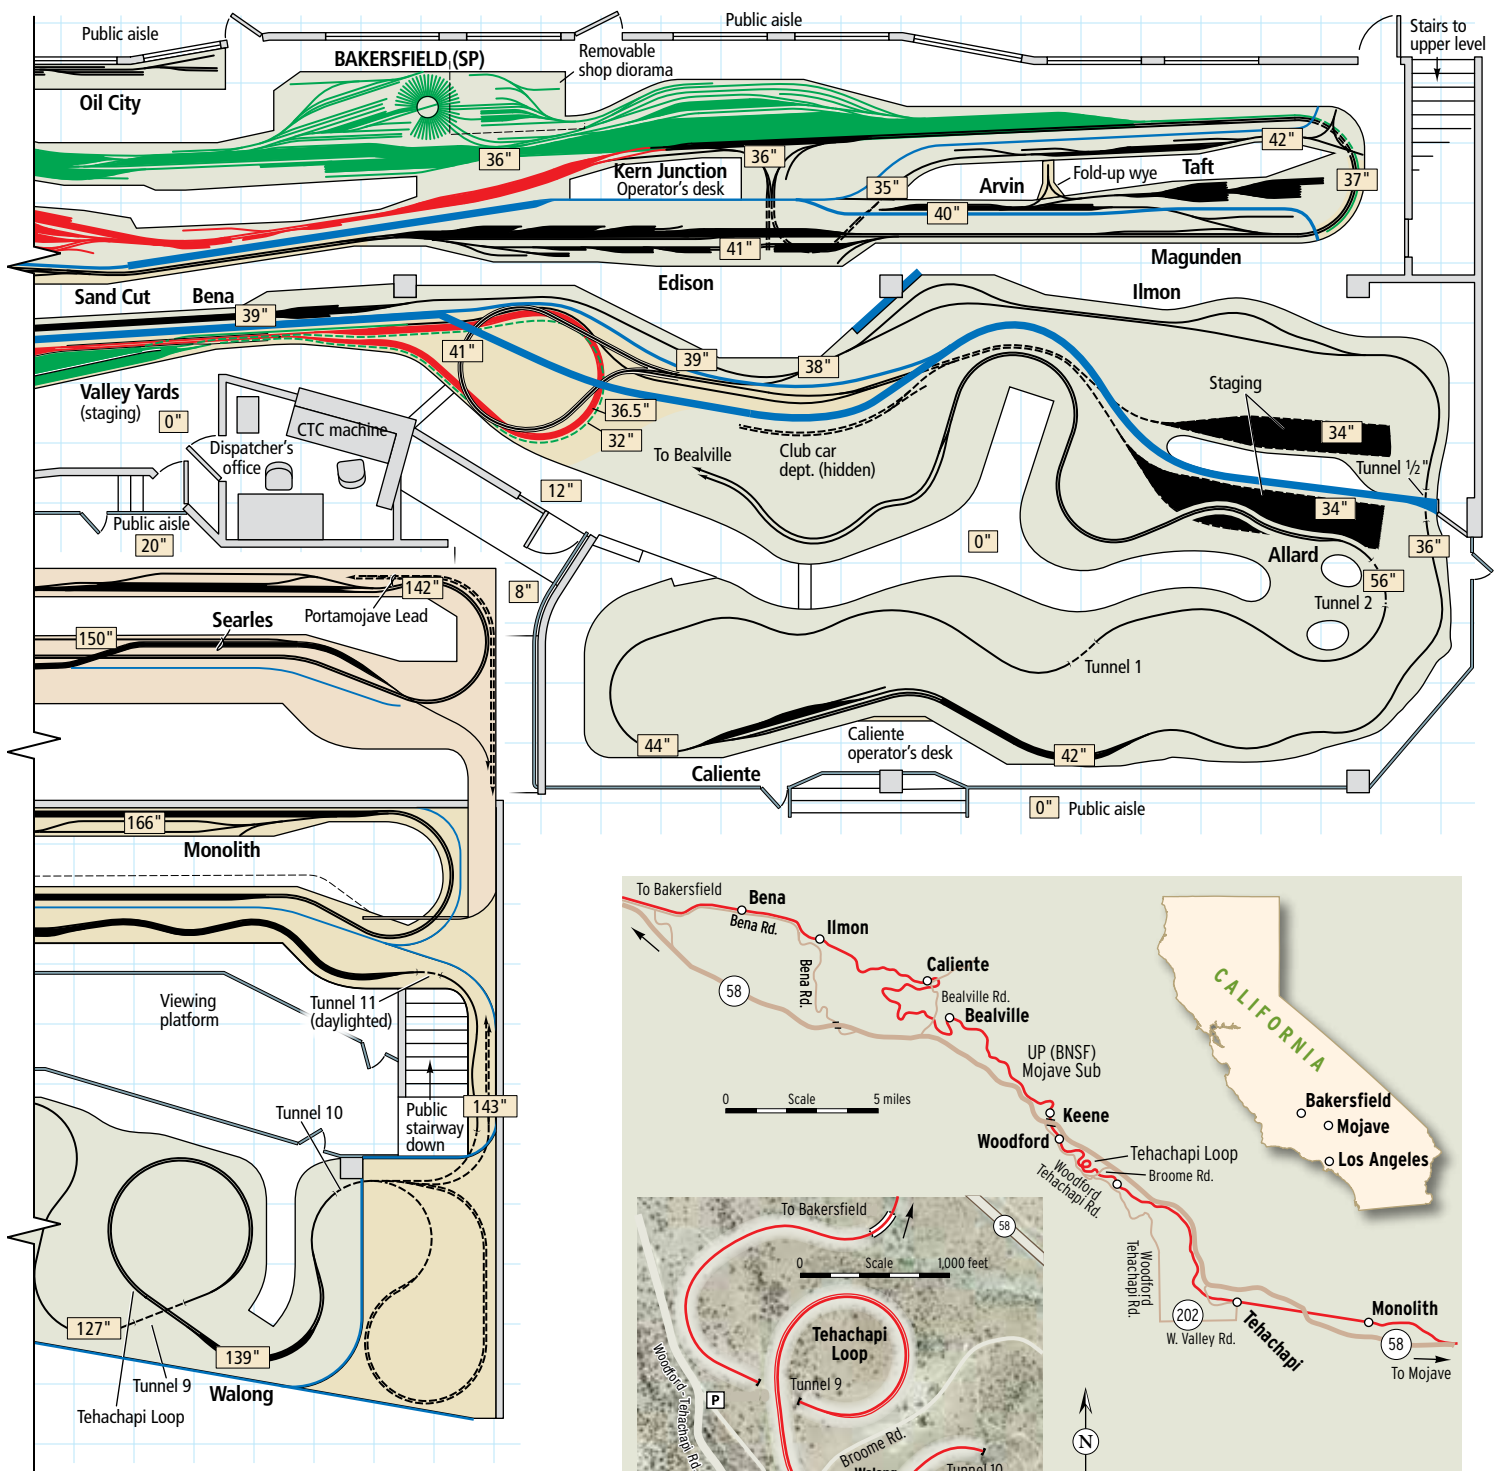 Public aisle
Public aisle
Stairs to
upper level
BAKERSFIELD (SP)
Removable
shop diorama
Oil City
36"
Kern Junction
Operator's desk
36"
35"
Arvin
Fold-up wye
Taft
42"
37"
40"
41"
Magunden
Edison
Sand Cut
Bena
39"
Ilmon
41"
39"
38"
Valley Yards
(staging)
0"
36.5"
32"
Staging
34"
CTC machine
Dispatcher's
office
To Bealville
Club car
dept. (hidden)
Tunnel ½"
12"
34"
Public aisle
20"
0"
Allard
36"
56"
Tunnel 2
142"
Portamojave Lead
8"
Searles
150"
Tunnel 1
44"
Caliente
operator's desk
42"
Caliente
0"
Public aisle
166"
Monolith
Viewing
platform
Tunnel 11
(daylighted)
Tunnel 10
Public
stairway
down
143"
127"
139"
Tunnel 9
Walong
Tehachapi Loop
To Bakersfield
Bena
Bena Rd.
Ilmon
Bena Rd.
Caliente
Bealville Rd.
Bealville
58
UP (BNSF)
Mojave Sub
0 Scale 5 miles
Keene
Woodford
Tehachapi Loop
Broome Rd.
Woodford
Tehachapi Rd.
Woodford
Tehachapi Rd.
202
W. Valley Rd.
Tehachapi
Monolith
58
To Mojave
CALIFORNIA
Bakersfield
Mojave
Los Angeles
To Bakersfield
58
0 Scale 1,000 feet
Tehachapi
Loop
Tunnel 9
Woodford-Tehachapi Rd.
P
Broome Rd.
Walong
Tunnel 10
N